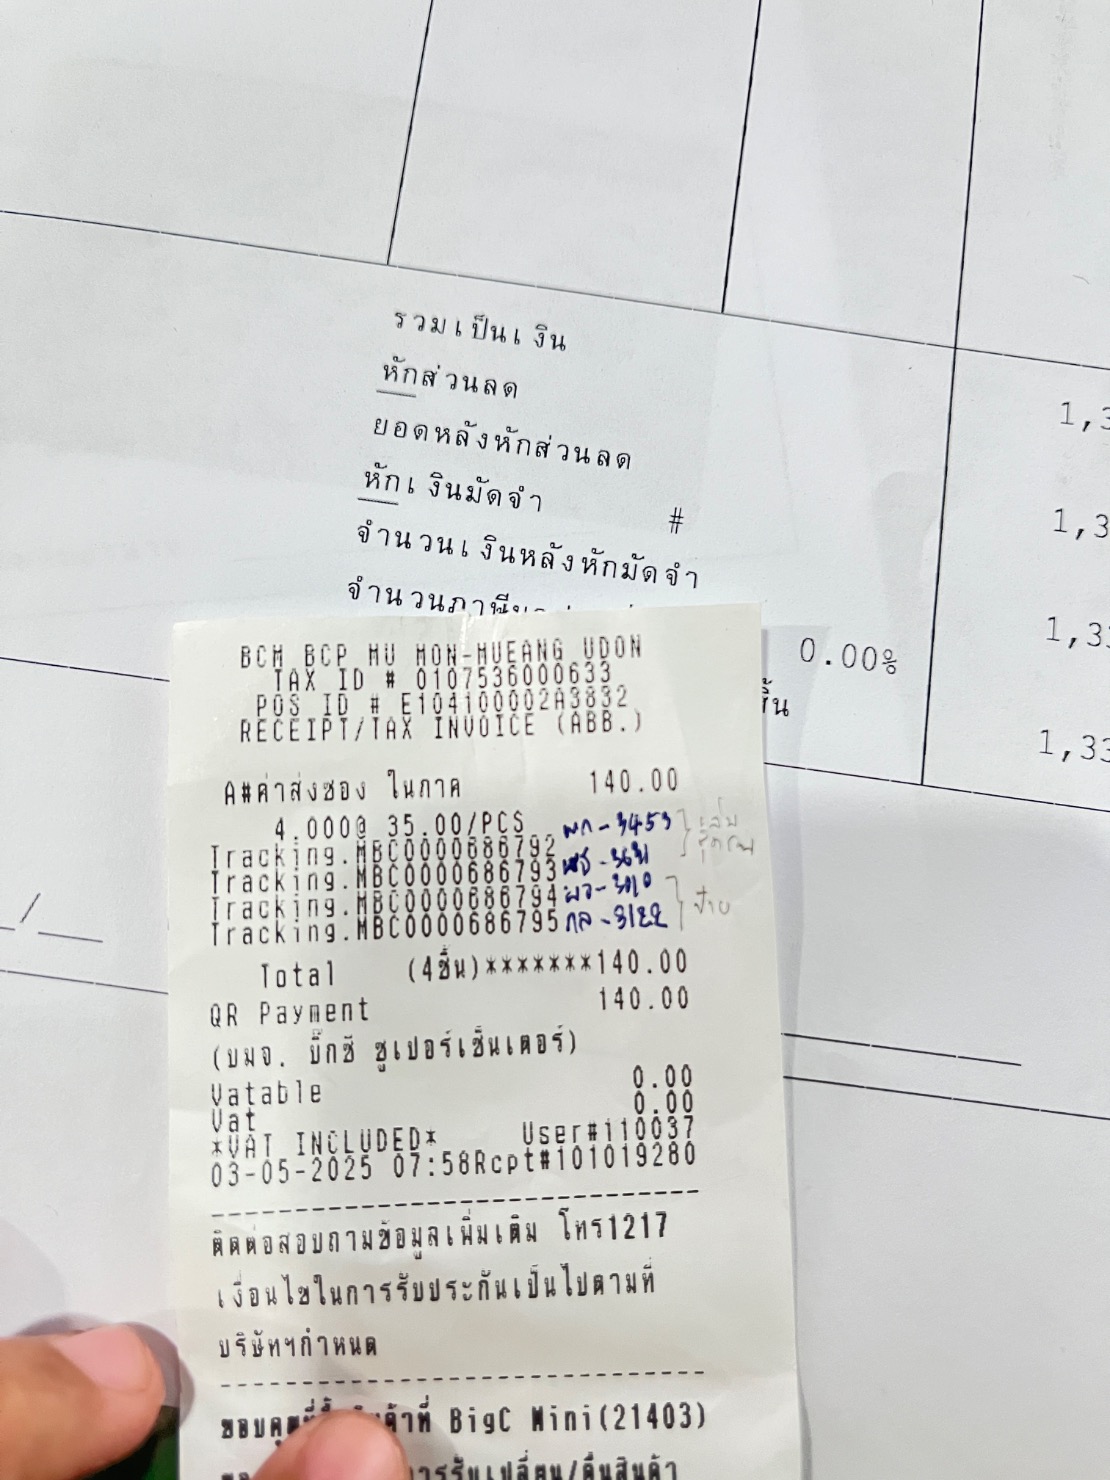 รวมเป็นเงิน
หักส่วนลด
1,3
ยอดหลังหักส่วนลด
หักเงินมัดจำ
#
1,3
จำนวนเงินหลังหักมัดจำ
1,33
0.00%
1,33
BCM BCP MU MON-MUEANG UDON
TAX ID # 0107536000633
POS ID # E104100002A3832
RECEIPT/TAX INVOICE (ABB.)
A#ค่าส่งซอง ในภาค 140.00
4.000@ 35.00/PCS
Tracking.MBC0000686792 ผก-3453
Tracking.MBC0000686793
Tracking.MBC0000686794 -3010
Tracking.MBC0000686795 กล-3122
ป้าย
Total (4ชิ้น)*******140.00
QR Payment 140.00
(บมจ. บิ๊กซี ซูเปอร์เซ็นเตอร์)
Vatable 0.00
Vat 0.00
*VAT INCLUDED* User#110037
03-05-2025 07:58Rcpt#101019280
ติดต่อสอบถามข้อมูลเพิ่มเติม โทร1217
เงื่อนไขในการรับประกันเป็นไปตามที่
บริษัทฯกำหนด
BigC Mini(21403)